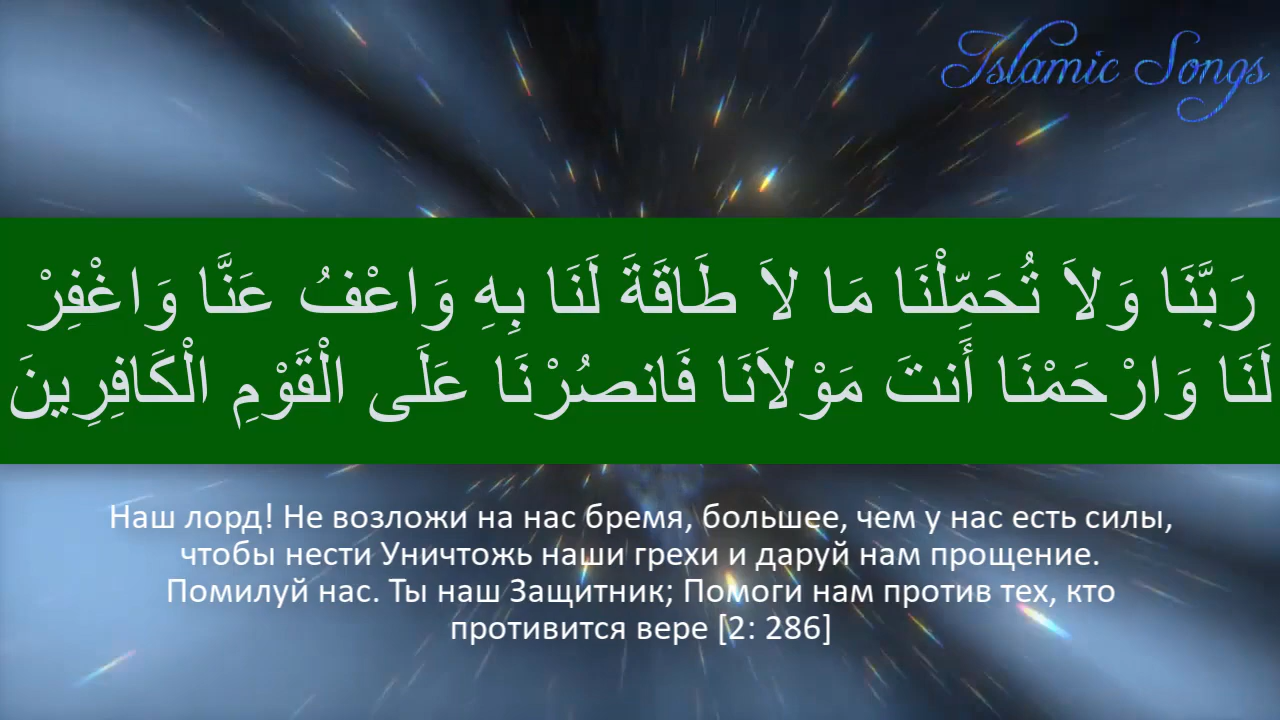 Islamic Songs
رَبَّنَا وَلاَ تُحَمِّلْنَا مَا لاَ طَاقَةَ لَنَا بِهِ وَاعْفُ عَنَّا وَاغْفِرْ
لَنَا وَارْحَمْنَا أَنتَ مَوْلاَنَا فَانصُرْنَا عَلَى الْقَوْمِ الْكَافِرِينَ
Наш лорд! Не возложи на нас бремя, большее, чем у нас есть силы,
чтобы нести Уничтожь наши грехи и даруй нам прощение.
Помилуй нас. Ты наш Защитник; Помоги нам против тех, кто
противится вере [2: 286]